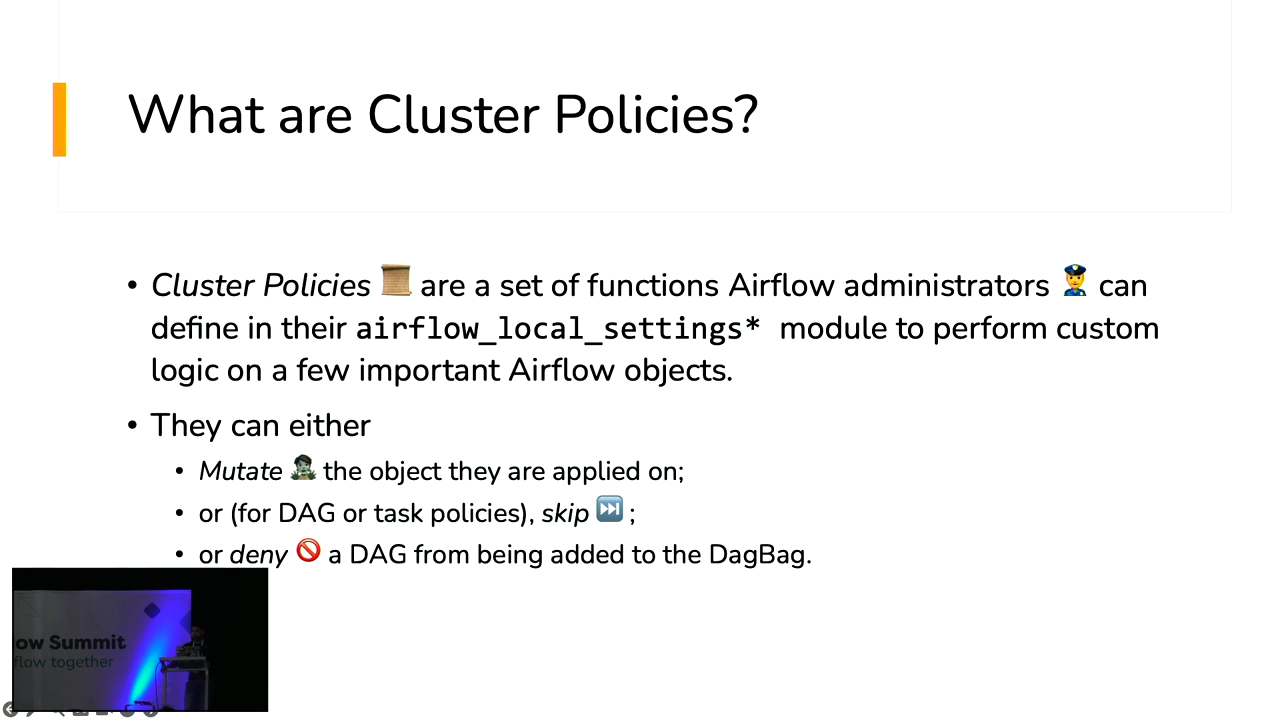 What are Cluster Policies?
• Cluster Policies 📜 are a set of functions Airflow administrators 👮 can
define in their airflow_local_settings* module to perform custom
logic on a few important Airflow objects.
• They can either
• Mutate 🧟 the object they are applied on;
• or (for DAG or task policies), skip ⏭️ ;
• or deny 🚫 a DAG from being added to the DagBag.
ow Summit
flow together